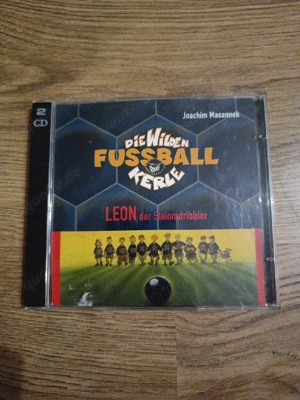 2
CD
Joachim Masannek
DIE WILDEN
FUSSBALL
KERLE
LEON der Slalomdribbler